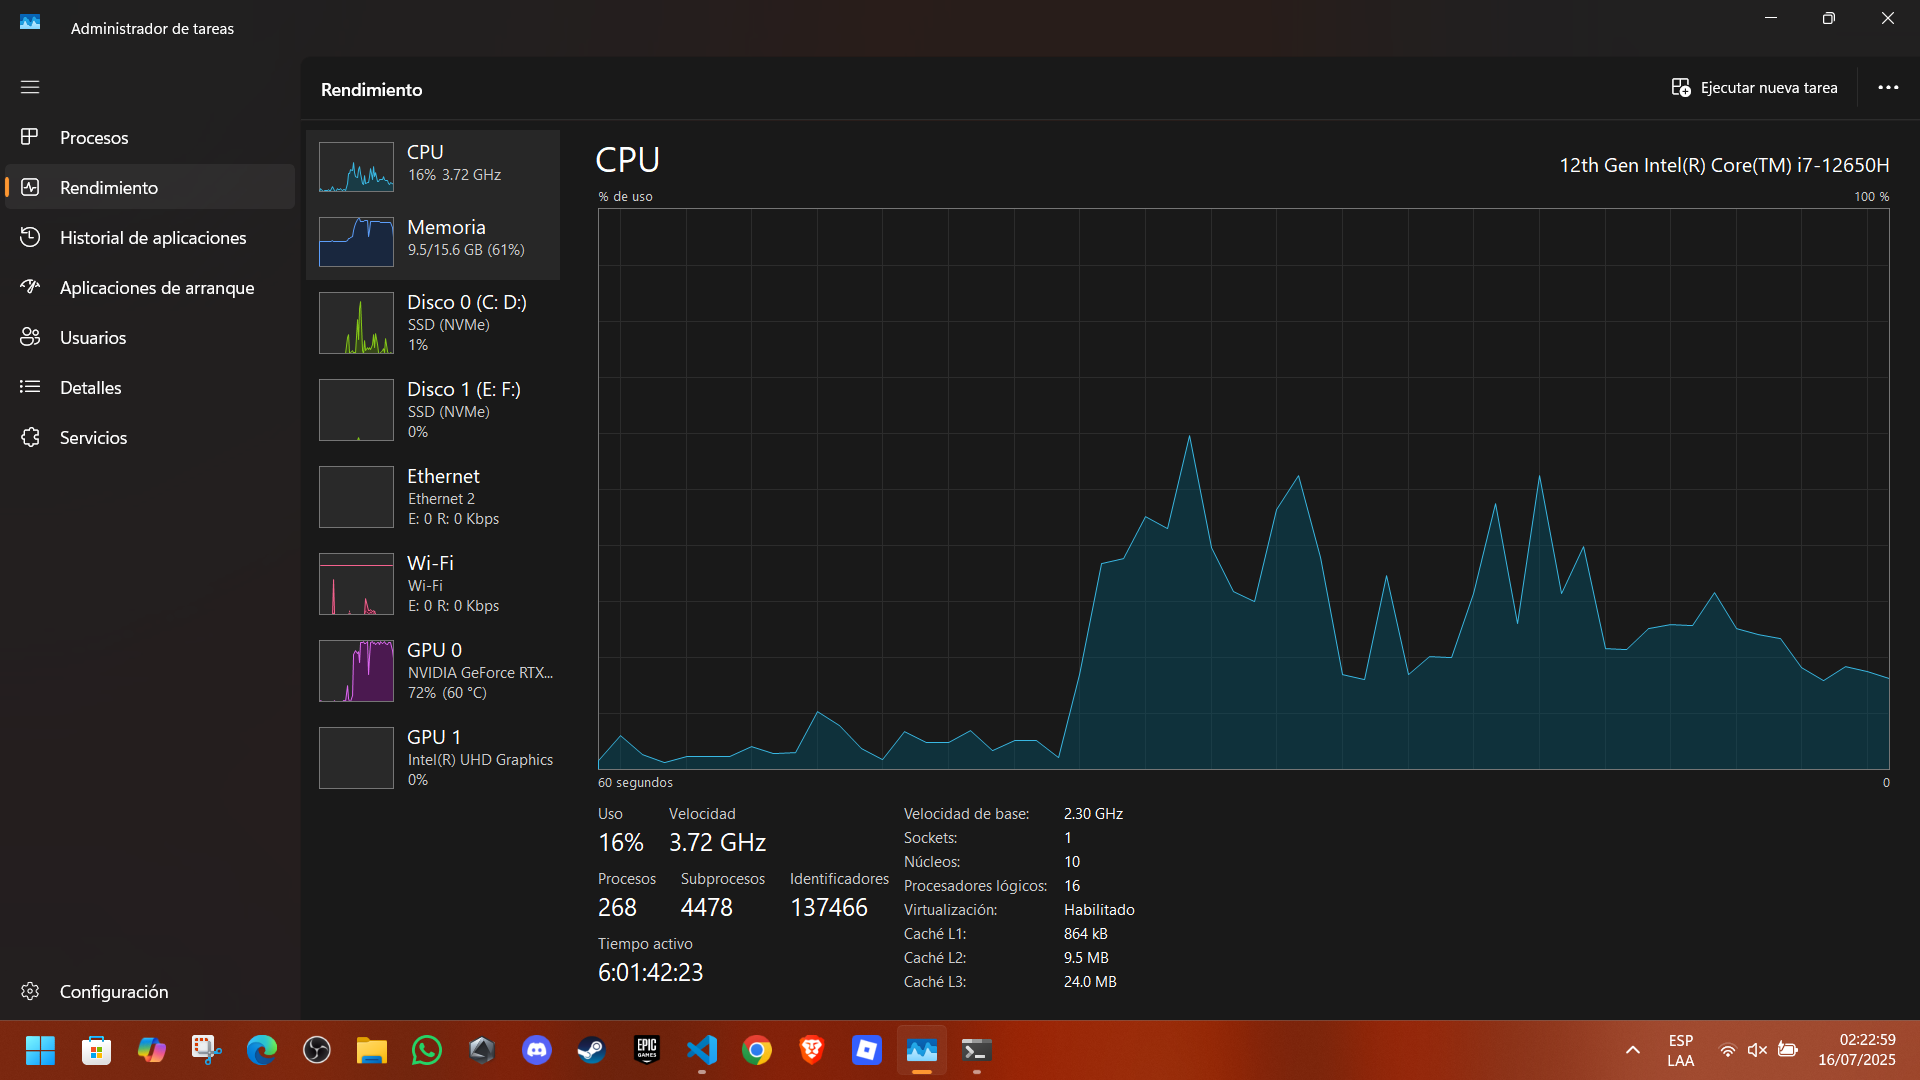 Administrador de tareas
Rendimiento
Ejecutar nueva tarea
Procesos
Rendimiento
Historial de aplicaciones
Aplicaciones de arranque
Usuarios
Detalles
Servicios
Configuración
CPU
16% 3.72 GHz
Memoria
9.5/15.6 GB (61%)
Disco 0 (C: D:)
SSD (NVMe)
1%
Disco 1 (E: F:)
SSD (NVMe)
0%
Ethernet
Ethernet 2
E: 0 R: 0 Kbps
Wi-Fi
Wi-Fi
E: 0 R: 0 Kbps
GPU 0
NVIDIA GeForce RTX...
72% (60 °C)
GPU 1
Intel(R) UHD Graphics
0%
CPU
12th Gen Intel(R) Core(TM) i7-12650H
% de uso
100 %
60 segundos
0
Uso
16%
Velocidad
3.72 GHz
Procesos
268
Subprocesos
4478
Identificadores
137466
Tiempo activo
6:01:42:23
Velocidad de base: 2.30 GHz
Sockets: 1
Núcleos: 10
Procesadores lógicos: 16
Virtualización: Habilitado
Caché L1: 864 kB
Caché L2: 9.5 MB
Caché L3: 24.0 MB
EPIC
GAMES
ESP
LAA
02:22:59
16/07/2025